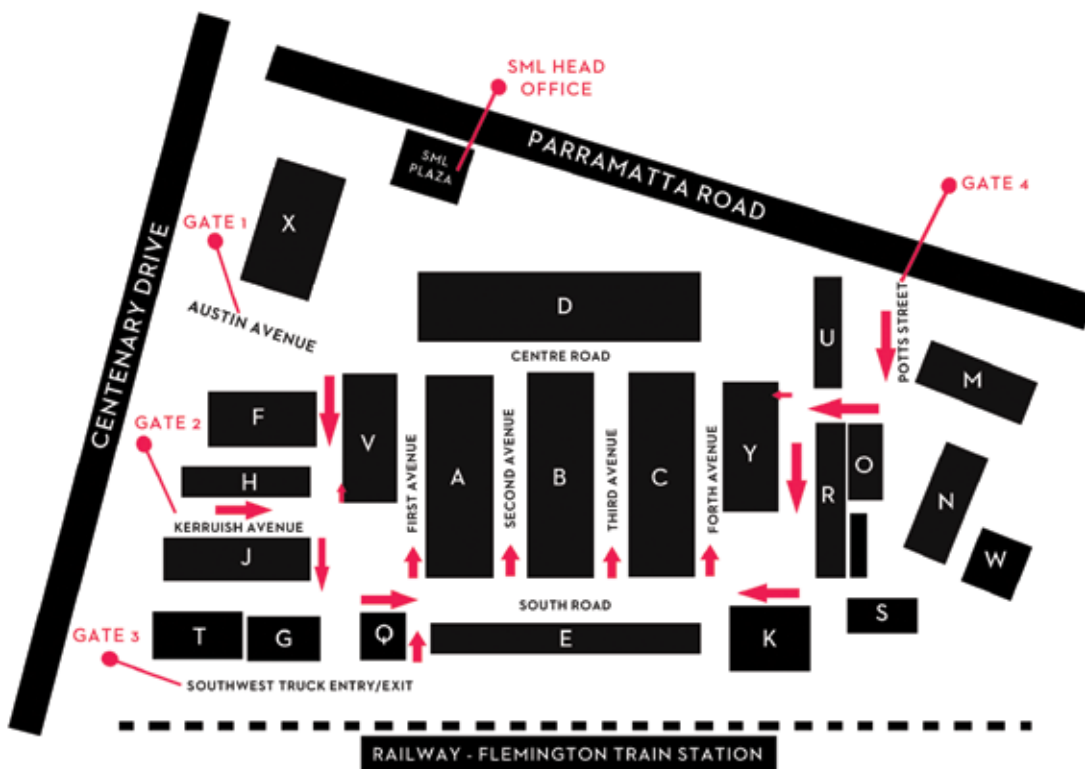 SML HEAD
OFFICE
PARRAMATTA ROAD
SML
PLAZA
GATE 4
X
GATE 1
CENTENARY DRIVE
AUSTIN AVENUE
D
POTTS STREET
U
CENTRE ROAD
M
F
GATE 2
V
FIRST AVENUE
A
SECOND AVENUE
B
THIRD AVENUE
C
FORTH AVENUE
Y
O
R
N
H
KERRUISH AVENUE
J
W
SOUTH ROAD
S
GATE 3
T
G
Q
E
K
SOUTHWEST TRUCK ENTRY/EXIT
RAILWAY - FLEMINGTON TRAIN STATION